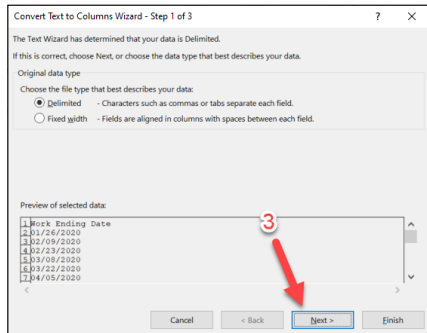 Convert Text to Columns Wizard - Step 1 of 3 ? ×
The Text Wizard has determined that your data is Delimited.
If this is correct, choose Next, or choose the data type that best describes your data.
Original data type
Choose the file type that best describes your data:
Delimited - Characters such as commas or tabs separate each field.
Fixed width - Fields are aligned in columns with spaces between each field.
Preview of selected data:
3
1 Work Ending Date
2 01/26/2020
3 02/09/2020
4 02/23/2020
5 03/08/2020
6 03/22/2020
7 04/05/2020
Cancel < Back Next > Finish